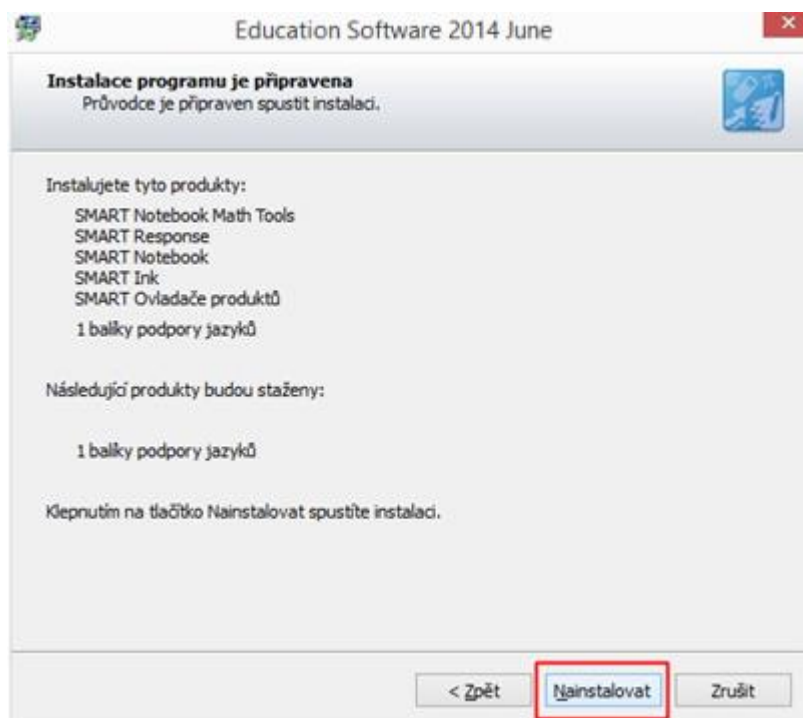 Education Software 2014 June
Instalace programu je připravena
Průvodce je připraven spustit instalaci.
Instalujete tyto produkty:
SMART Notebook Math Tools
SMART Response
SMART Notebook
SMART Ink
SMART Ovladače produktů
1 balíky podpory jazyků
Následující produkty budou staženy:
1 balíky podpory jazyků
Klepnutím na tlačítko Nainstalovat spustíte instalaci.
< Zpět Nainstalovat Zrušit